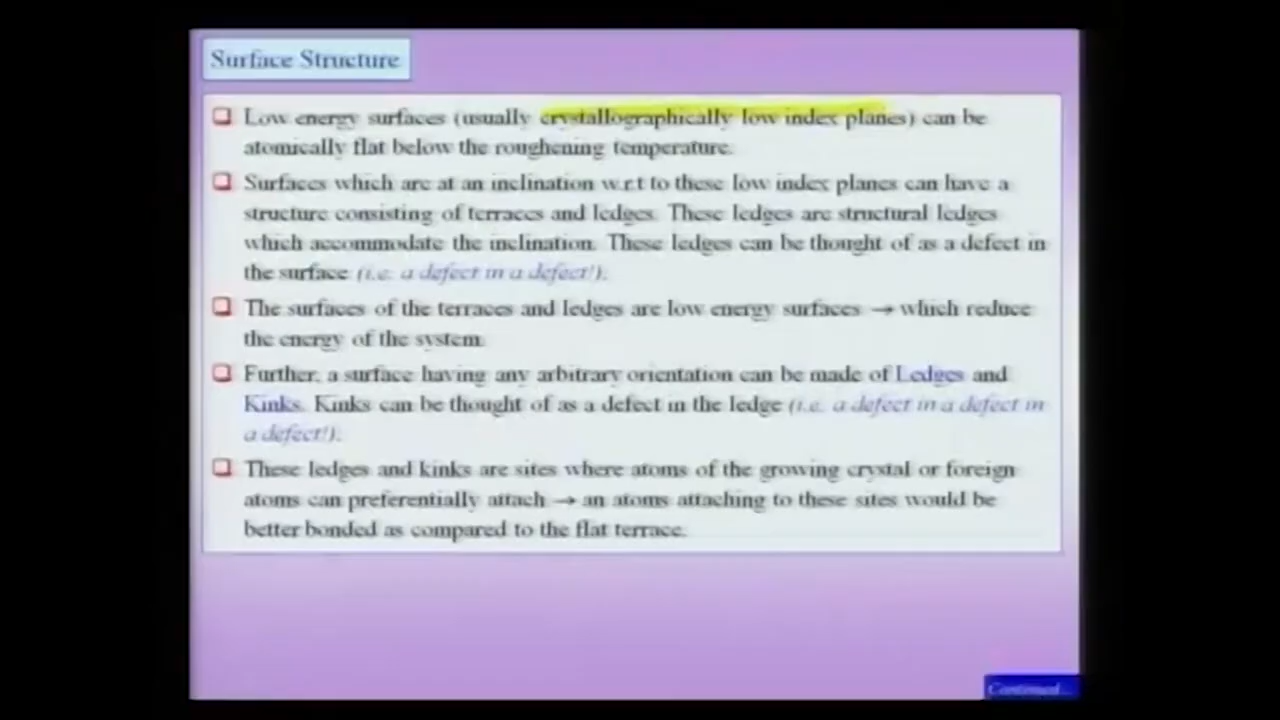 Surface Structure
Low energy surfaces (usually crystallographically low index planes) can be
atomically flat below the roughening temperature.
Surfaces which are at an inclination w.r.t to these low index planes can have a
structure consisting of terraces and ledges. These ledges are structural ledges
which accommodate the inclination. These ledges can be thought of as a defect in
the surface (i.e. a defect in a defect!).
The surfaces of the terraces and ledges are low energy surfaces → which reduce
the energy of the system.
Further, a surface having any arbitrary orientation can be made of Ledges and
Kinks. Kinks can be thought of as a defect in the ledge (i.e. a defect in a defect in
a defect!).
These ledges and kinks are sites where atoms of the growing crystal or foreign
atoms can preferentially attach → an atoms attaching to these sites would be
better bonded as compared to the flat terrace.
Continued...